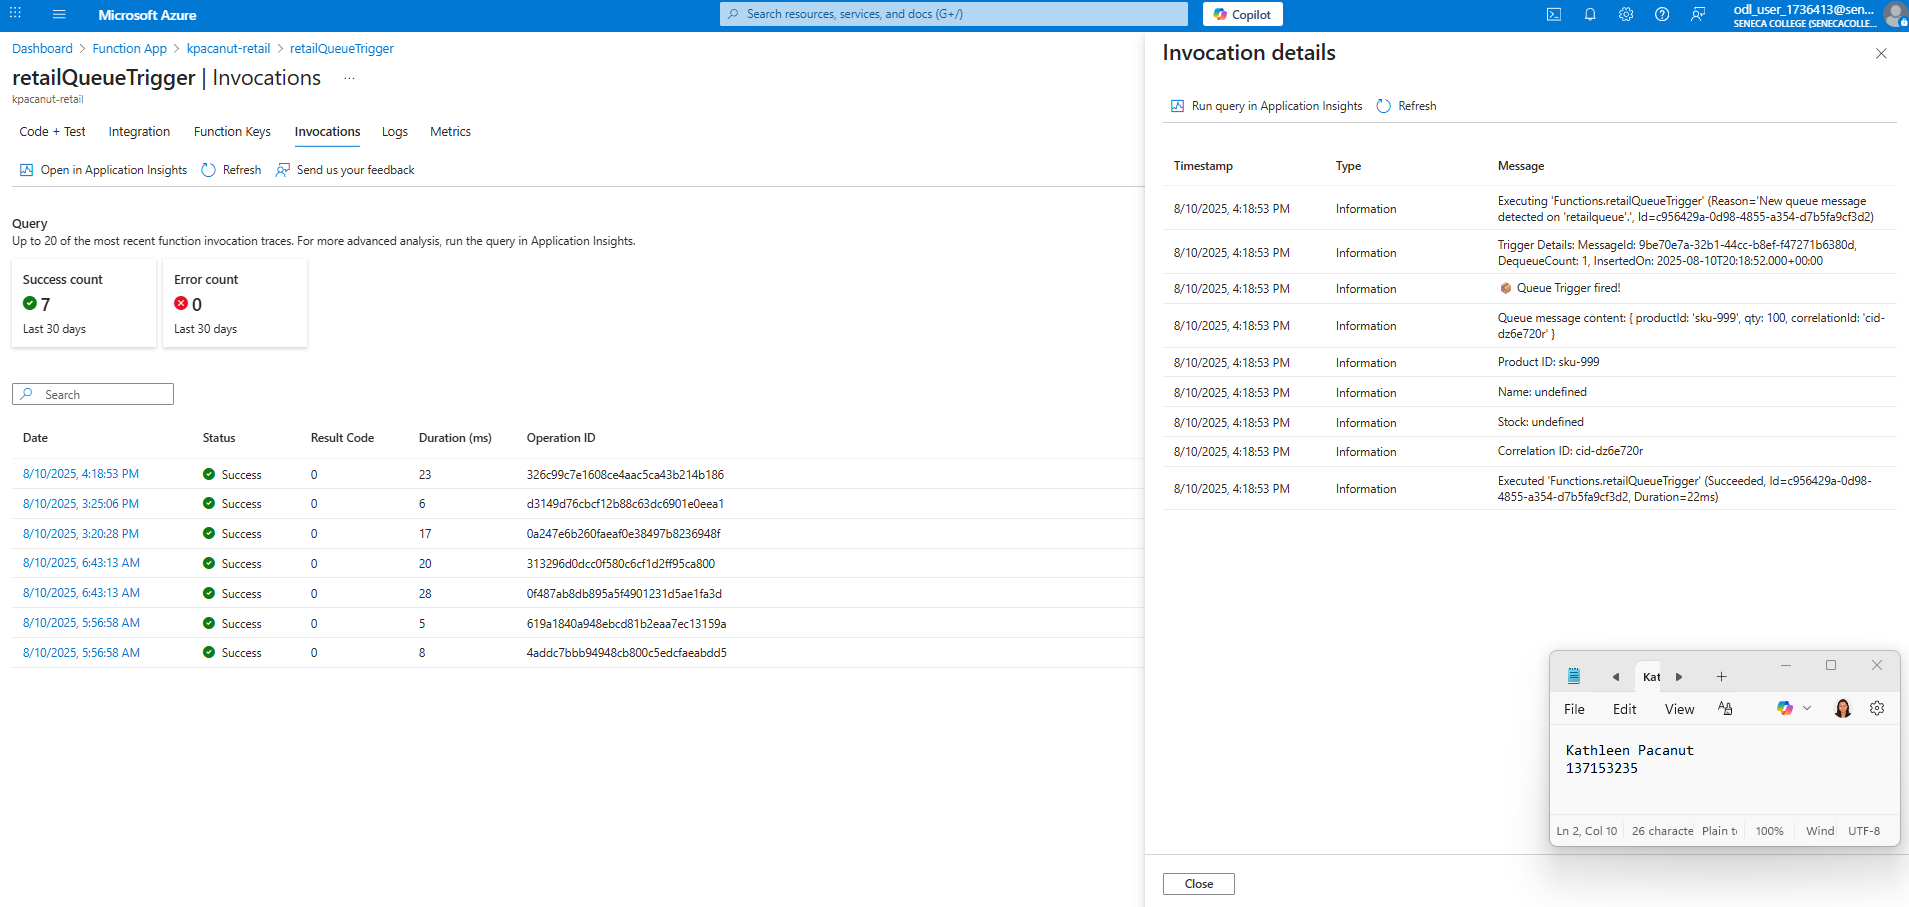 Microsoft Azure
Search resources, services, and docs (G+/)
Copilot
odl_user_1736413@sen...
SENECA COLLEGE (SENECACOLLE...
Dashboard > Function App > kpacanut-retail > retailQueueTrigger
retailQueueTrigger | Invocations ...
kpacanut-retail
Code + Test Integration Function Keys Invocations Logs Metrics
Open in Application Insights Refresh Send us your feedback
Query
Up to 20 of the most recent function invocation traces. For more advanced analysis, run the query in Application Insights.
Success count
7
Last 30 days
Error count
0
Last 30 days
Search
Date Status Result Code Duration (ms) Operation ID
8/10/2025, 4:18:53 PM Success 0 23 326c99c7e1608ce4aac5ca43b214b186
8/10/2025, 3:25:06 PM Success 0 6 d3149d76cbcf12b88c63dc6901e0eea1
8/10/2025, 3:20:28 PM Success 0 17 0a247e6b260faeaf0e38497b8236948f
8/10/2025, 6:43:13 AM Success 0 20 313296d0dcc0f580c6cf1d2ff95ca800
8/10/2025, 6:43:13 AM Success 0 28 0f487ab8db895a5f4901231d5ae1fa3d
8/10/2025, 5:56:58 AM Success 0 5 619a1840a948ebcd81b2eaa7ec13159a
8/10/2025, 5:56:58 AM Success 0 8 4addc7bbb94948cb800c5edcfaeabdd5
Invocation details
Run query in Application Insights Refresh
Timestamp Type Message
8/10/2025, 4:18:53 PM Information Executing 'Functions.retailQueueTrigger' (Reason='New queue message
detected on 'retailqueue'.', Id=c956429a-0d98-4855-a354-d7b5fa9cf3d2)
8/10/2025, 4:18:53 PM Information Trigger Details: MessageId: 9be70e7a-32b1-44cc-b8ef-f47271b6380d,
DequeueCount: 1, InsertedOn: 2025-08-10T20:18:52.000+00:00
8/10/2025, 4:18:53 PM Information 📦 Queue Trigger fired!
8/10/2025, 4:18:53 PM Information Queue message content: { productId: 'sku-999', qty: 100, correlationId: 'cid-
dz6e720r' }
8/10/2025, 4:18:53 PM Information Product ID: sku-999
8/10/2025, 4:18:53 PM Information Name: undefined
8/10/2025, 4:18:53 PM Information Stock: undefined
8/10/2025, 4:18:53 PM Information Correlation ID: cid-dz6e720r
8/10/2025, 4:18:53 PM Information Executed 'Functions.retailQueueTrigger' (Succeeded, Id=c956429a-0d98-
4855-a354-d7b5fa9cf3d2, Duration=22ms)
Kat
File Edit View
Kathleen Pacanut
137153235
Ln 2, Col 10 26 characte Plain t 100% Wind UTF-8
Close